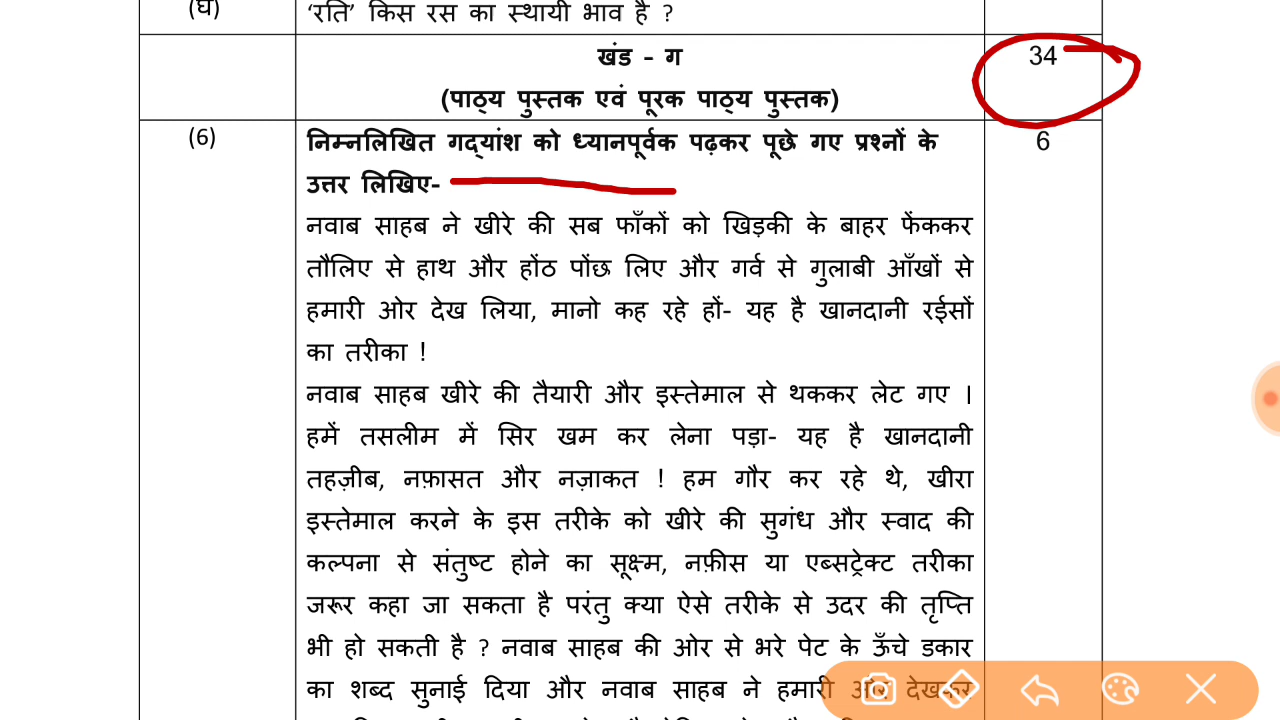 (घ) ‘रति’ किस रस का स्थायी भाव है ?
खंड – ग 34
(पाठ्य पुस्तक एवं पूरक पाठ्य पुस्तक)
(6) निम्नलिखित गद्यांश को ध्यानपूर्वक पढ़कर पूछे गए प्रश्नों के 6
उत्तर लिखिए-
नवाब साहब ने खीरे की सब फाँकों को खिड़की के बाहर फेंककर
तौलिए से हाथ और होंठ पोंछ लिए और गर्व से गुलाबी आँखों से
हमारी ओर देख लिया, मानो कह रहे हों- यह है खानदानी रईसों
का तरीका !
नवाब साहब खीरे की तैयारी और इस्तेमाल से थककर लेट गए ।
हमें तसलीम में सिर खम कर लेना पड़ा- यह है खानदानी
तहज़ीब, नफ़ासत और नज़ाकत ! हम गौर कर रहे थे, खीरा
इस्तेमाल करने के इस तरीके को खीरे की सुगंध और स्वाद की
कल्पना से संतुष्ट होने का सूक्ष्म, नफ़ीस या एब्सट्रेक्ट तरीका
जरूर कहा जा सकता है परंतु क्या ऐसे तरीके से उदर की तृप्ति
भी हो सकती है ? नवाब साहब की ओर से भरे पेट के ऊँचे डकार
का शब्द सुनाई दिया और नवाब साहब ने हमारी ओर देखकर